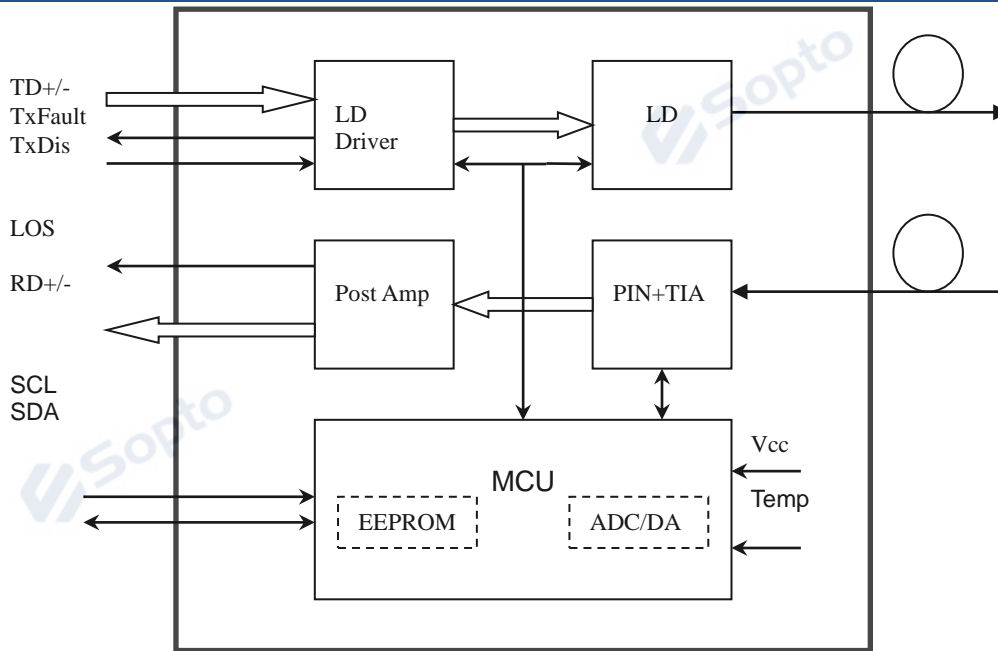 TD+/-
TxFault
TxDis
LD
Driver
LD
Sopto
LOS
RD+/-
Post Amp
PIN+TIA
SCL
SDA
Sopto
MCU
EEPROM
ADC/DA
Vcc
Temp